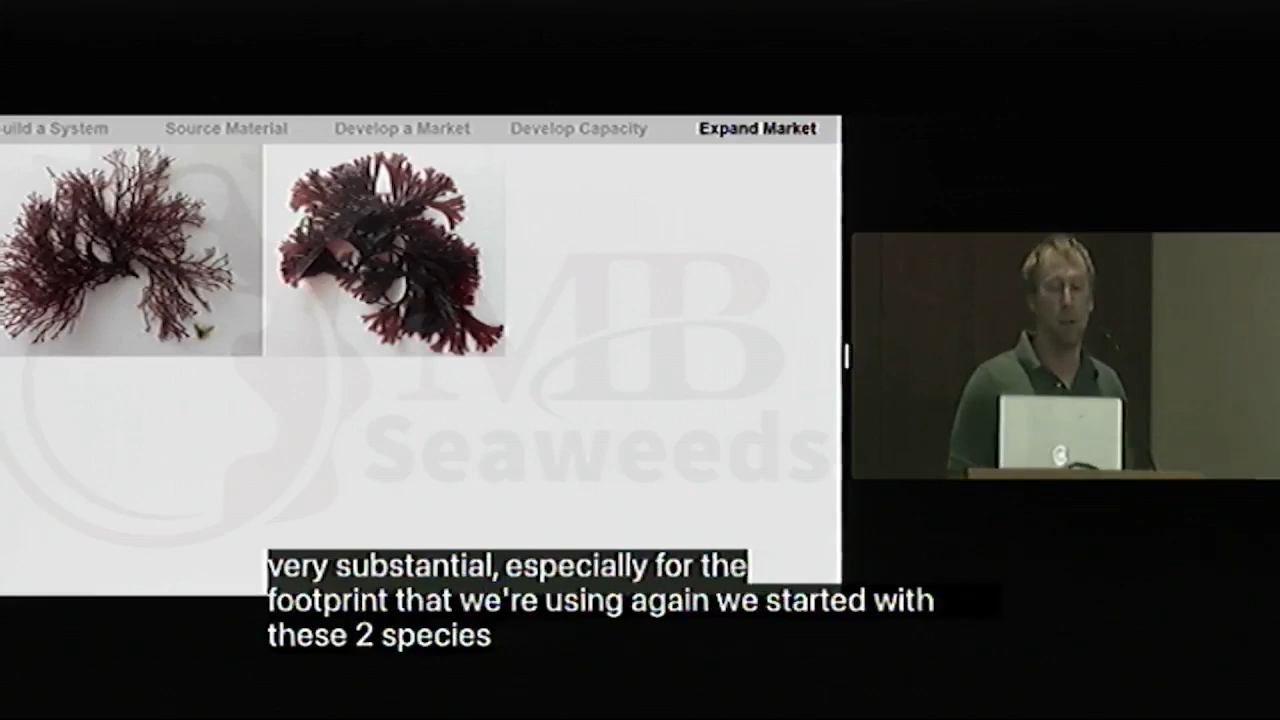 uild a System
Source Material
Develop a Market
Develop Capacity
Expand Market
MB
Seaweeds
very substantial, especially for the
footprint that we're using again we started with
these 2 species